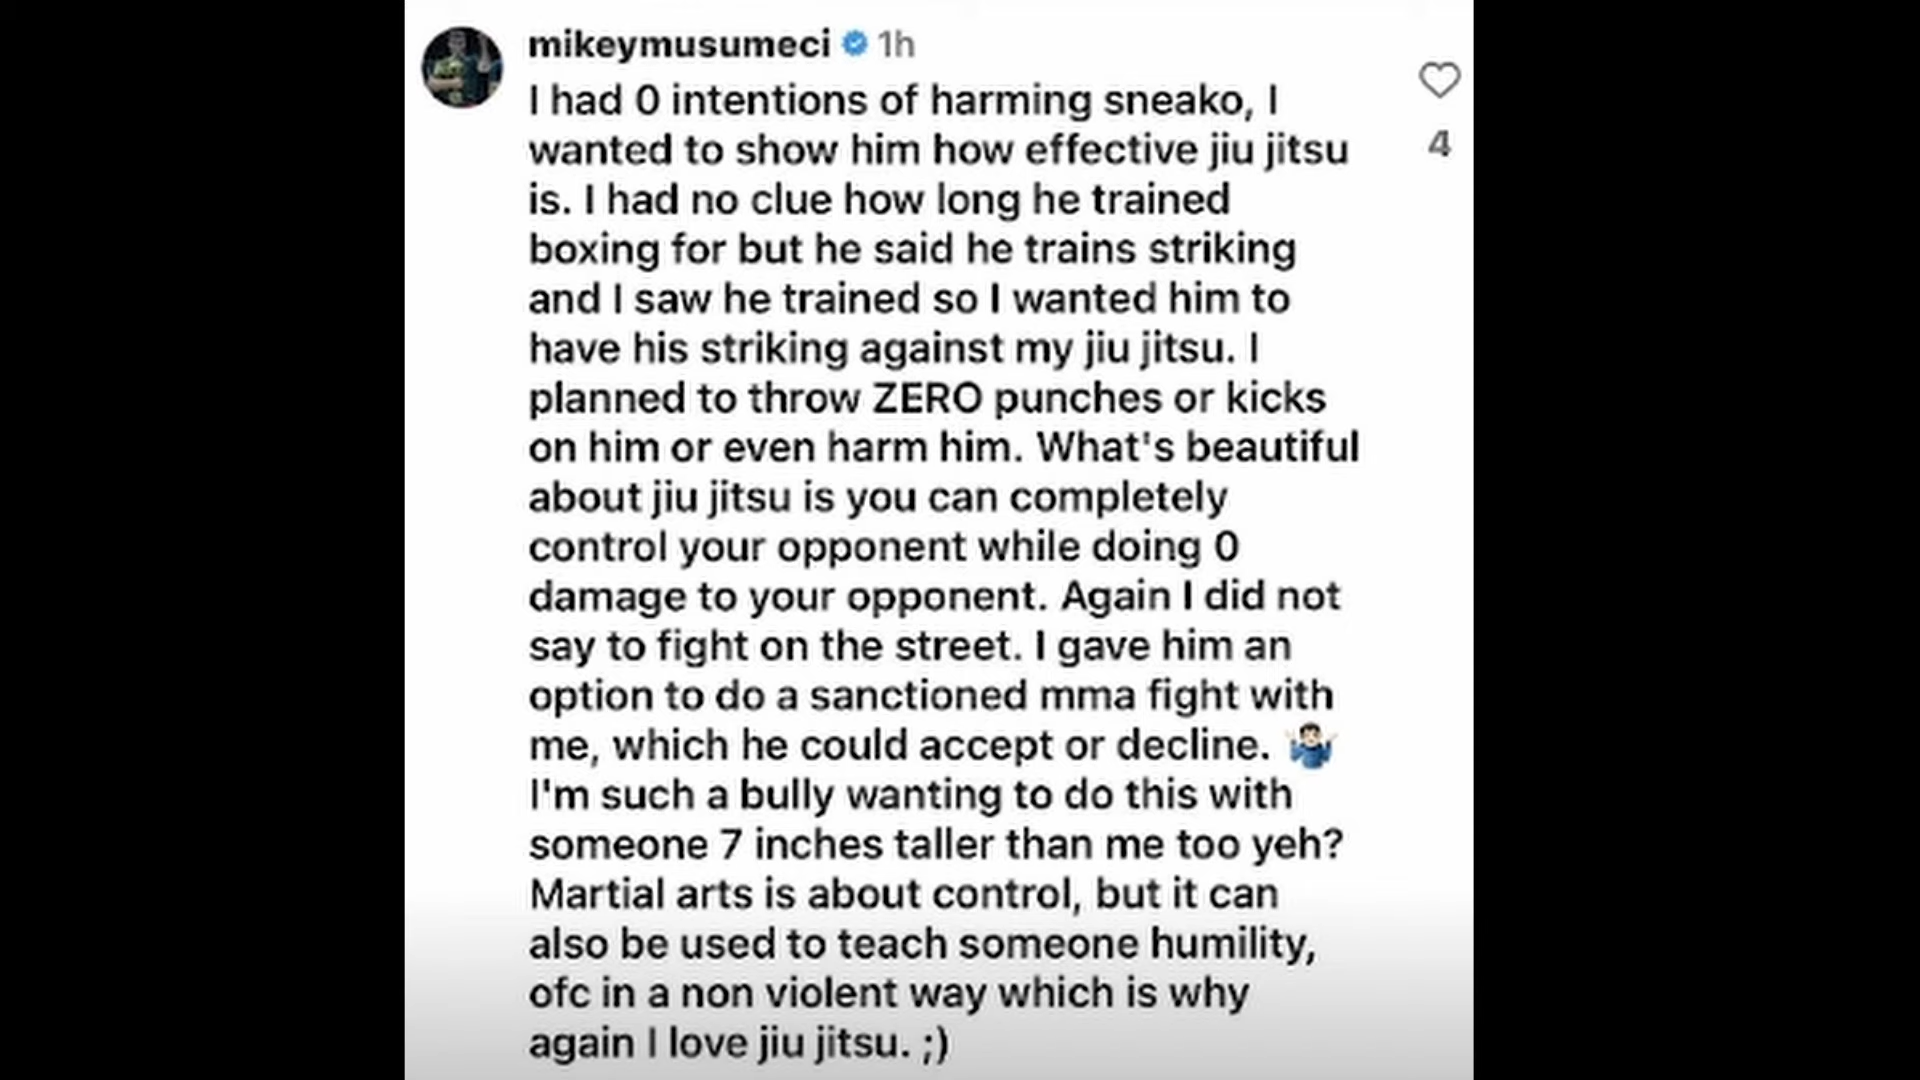 mikeymusumeci 1h
I had 0 intentions of harming sneako, I
wanted to show him how effective jiu jitsu
is. I had no clue how long he trained
boxing for but he said he trains striking
and I saw he trained so I wanted him to
have his striking against my jiu jitsu. I
planned to throw ZERO punches or kicks
on him or even harm him. What's beautiful
about jiu jitsu is you can completely
control your opponent while doing 0
damage to your opponent. Again I did not
say to fight on the street. I gave him an
option to do a sanctioned mma fight with
me, which he could accept or decline. 🤷🏻‍♂️
I'm such a bully wanting to do this with
someone 7 inches taller than me too yeh?
Martial arts is about control, but it can
also be used to teach someone humility,
ofc in a non violent way which is why
again I love jiu jitsu. ;)
4